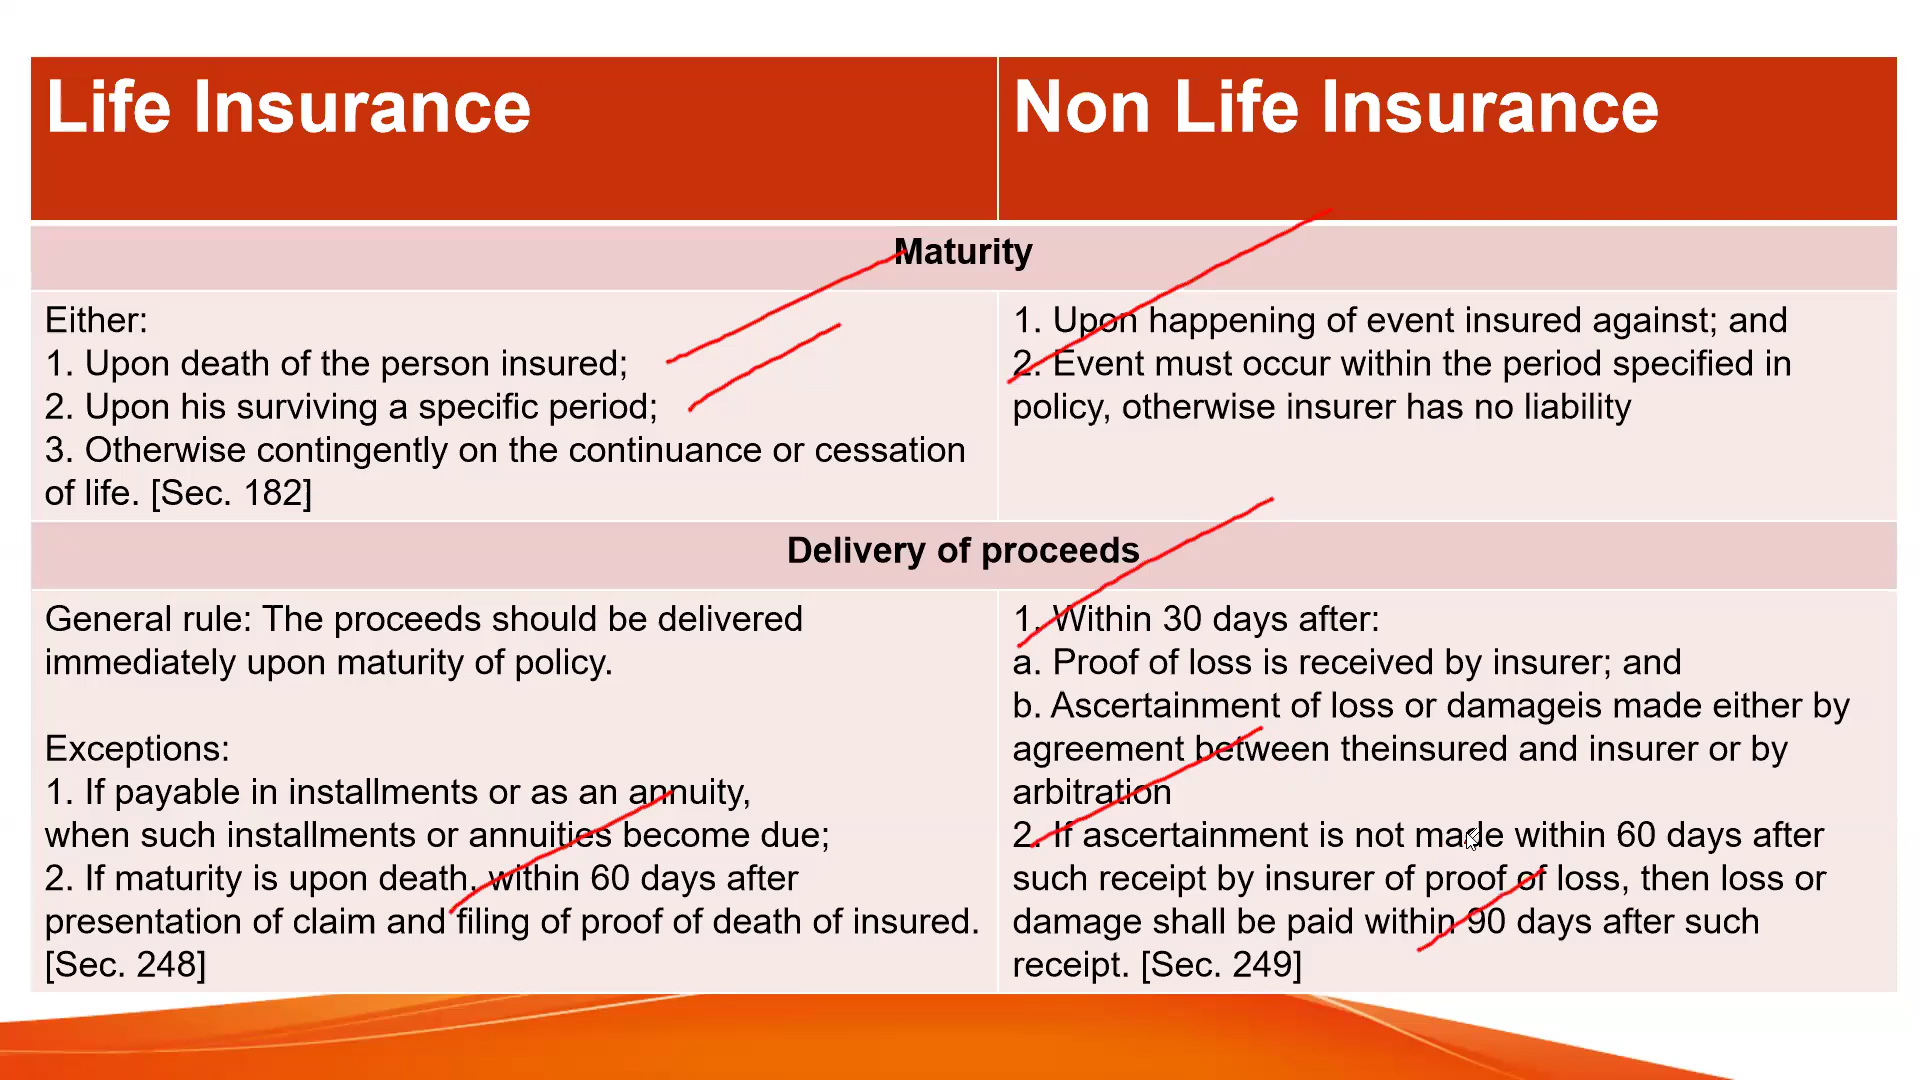 Life Insurance
Non Life Insurance
Maturity
Either:
1. Upon death of the person insured;
2. Upon his surviving a specific period;
3. Otherwise contingently on the continuance or cessation
of life. [Sec. 182]
1. Upon happening of event insured against; and
2. Event must occur within the period specified in
policy, otherwise insurer has no liability
Delivery of proceeds
General rule: The proceeds should be delivered
immediately upon maturity of policy.
Exceptions:
1. If payable in installments or as an annuity,
when such installments or annuities become due;
2. If maturity is upon death, within 60 days after
presentation of claim and filing of proof of death of insured.
[Sec. 248]
1. Within 30 days after:
a. Proof of loss is received by insurer; and
b. Ascertainment of loss or damageis made either by
agreement between theinsured and insurer or by
arbitration
2. If ascertainment is not made within 60 days after
such receipt by insurer of proof of loss, then loss or
damage shall be paid within 90 days after such
receipt. [Sec. 249]